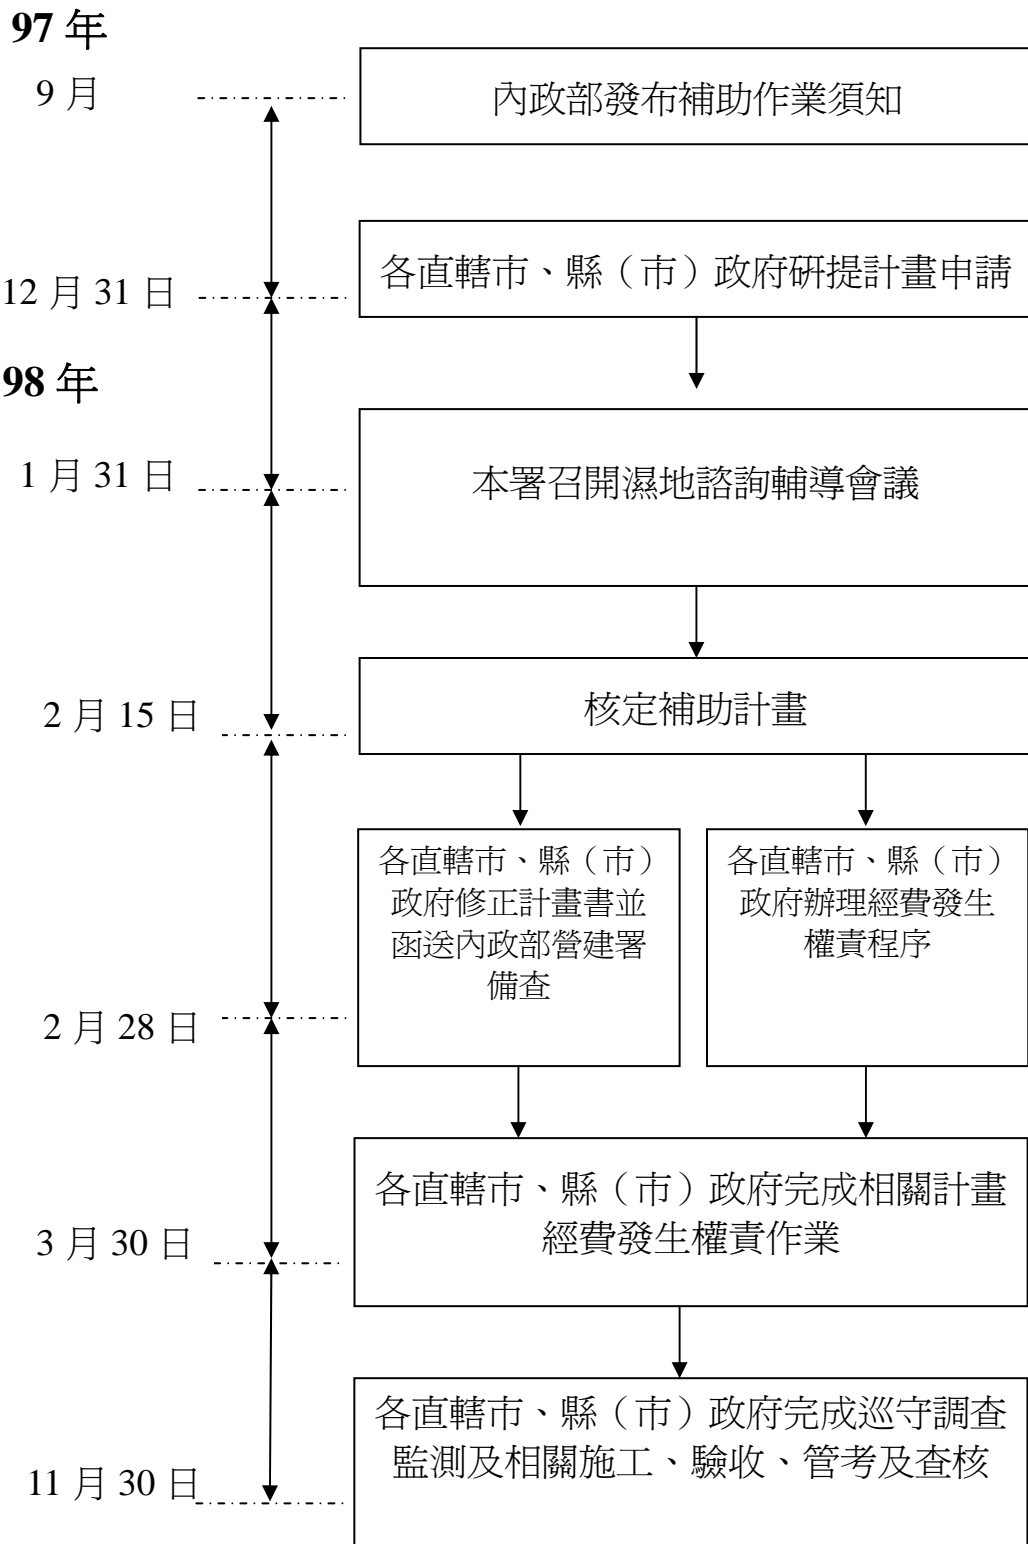 97 年
9 月
內政部發布補助作業須知
12 月 31 日
各直轄市、縣（市）政府研提計畫申請
98 年
1 月 31 日
本署召開濕地諮詢輔導會議
2 月 15 日
核定補助計畫
各直轄市、縣（市）
政府修正計畫書並
函送內政部營建署
備查
各直轄市、縣（市）
政府辦理經費發生
權責程序
2 月 28 日
各直轄市、縣（市）政府完成相關計畫
經費發生權責作業
3 月 30 日
各直轄市、縣（市）政府完成巡守調查
監測及相關施工、驗收、管考及查核
11 月 30 日